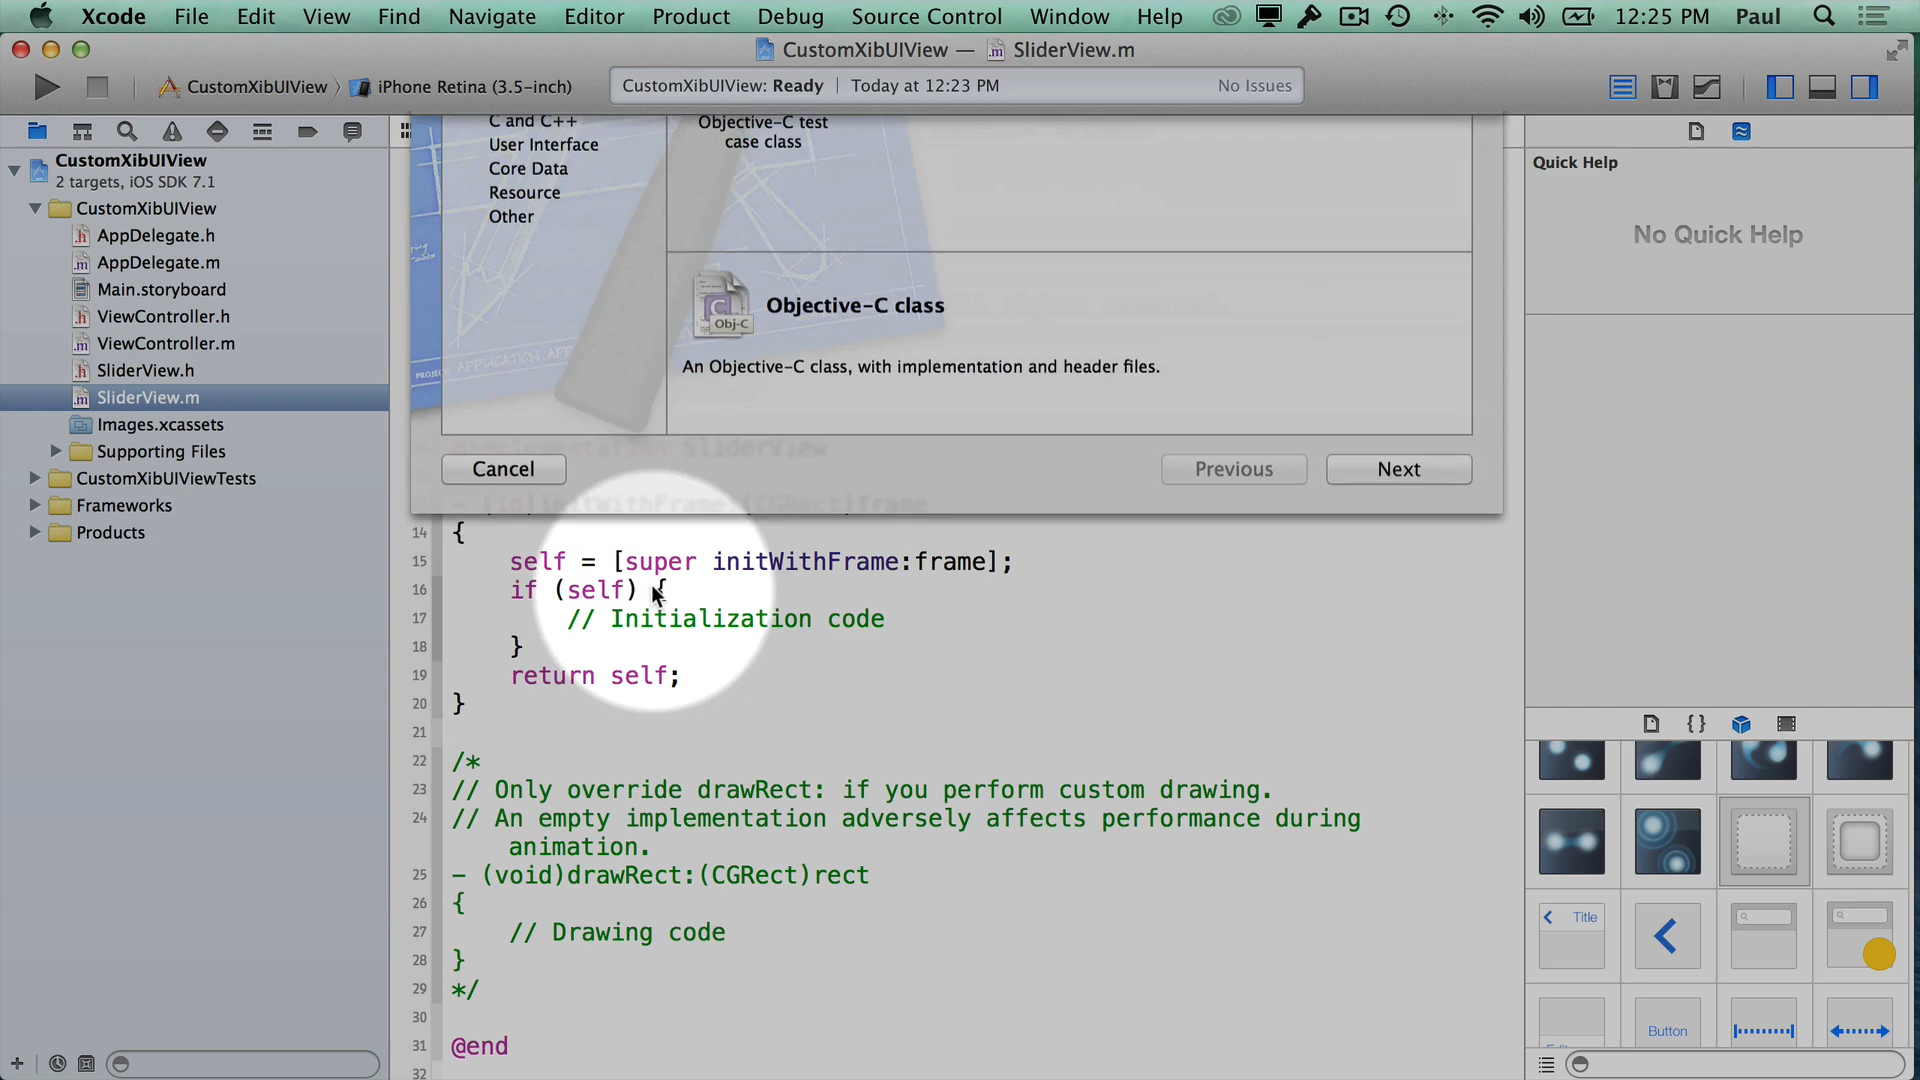 Xcode File Edit View Find Navigate Editor Product Debug Source Control Window Help 12:25 PM Paul
CustomXibUIView — SliderView.m
CustomXibUIView iPhone Retina (3.5-inch)
CustomXibUIView: Ready Today at 12:23 PM No Issues
CustomXibUIView
2 targets, iOS SDK 7.1
CustomXibUIView
AppDelegate.h
AppDelegate.m
Main.storyboard
ViewController.h
ViewController.m
SliderView.h
SliderView.m
Images.xcassets
Supporting Files
CustomXibUIViewTests
Frameworks
Products
C and C++
User Interface
Core Data
Resource
Other
Objective-C test
case class
Obj-C
Objective-C class
An Objective-C class, with implementation and header files.
Cancel Previous Next
@implementation SliderView
- (id)initWithFrame:(CGRect)frame
14 {
15 self = [super initWithFrame:frame];
16 if (self) {
17 // Initialization code
18 }
19 return self;
20 }
21
22 /*
23 // Only override drawRect: if you perform custom drawing.
24 // An empty implementation adversely affects performance during
animation.
25 - (void)drawRect:(CGRect)rect
26 {
27 // Drawing code
28 }
29 */
30
31 @end
32
Quick Help
No Quick Help
Title
Button